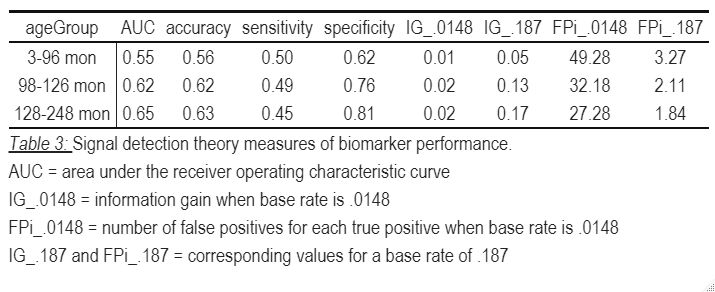 ageGroup AUC accuracy sensitivity specificity IG_.0148 IG_.187 FPi_.0148 FPi_.187
3-96 mon 0.55 0.56 0.50 0.62 0.01 0.05 49.28 3.27
98-126 mon 0.62 0.62 0.49 0.76 0.02 0.13 32.18 2.11
128-248 mon 0.65 0.63 0.45 0.81 0.02 0.17 27.28 1.84
Table 3: Signal detection theory measures of biomarker performance.
AUC = area under the receiver operating characteristic curve
IG_.0148 = information gain when base rate is .0148
FPi_.0148 = number of false positives for each true positive when base rate is .0148
IG_.187 and FPi_.187 = corresponding values for a base rate of .187